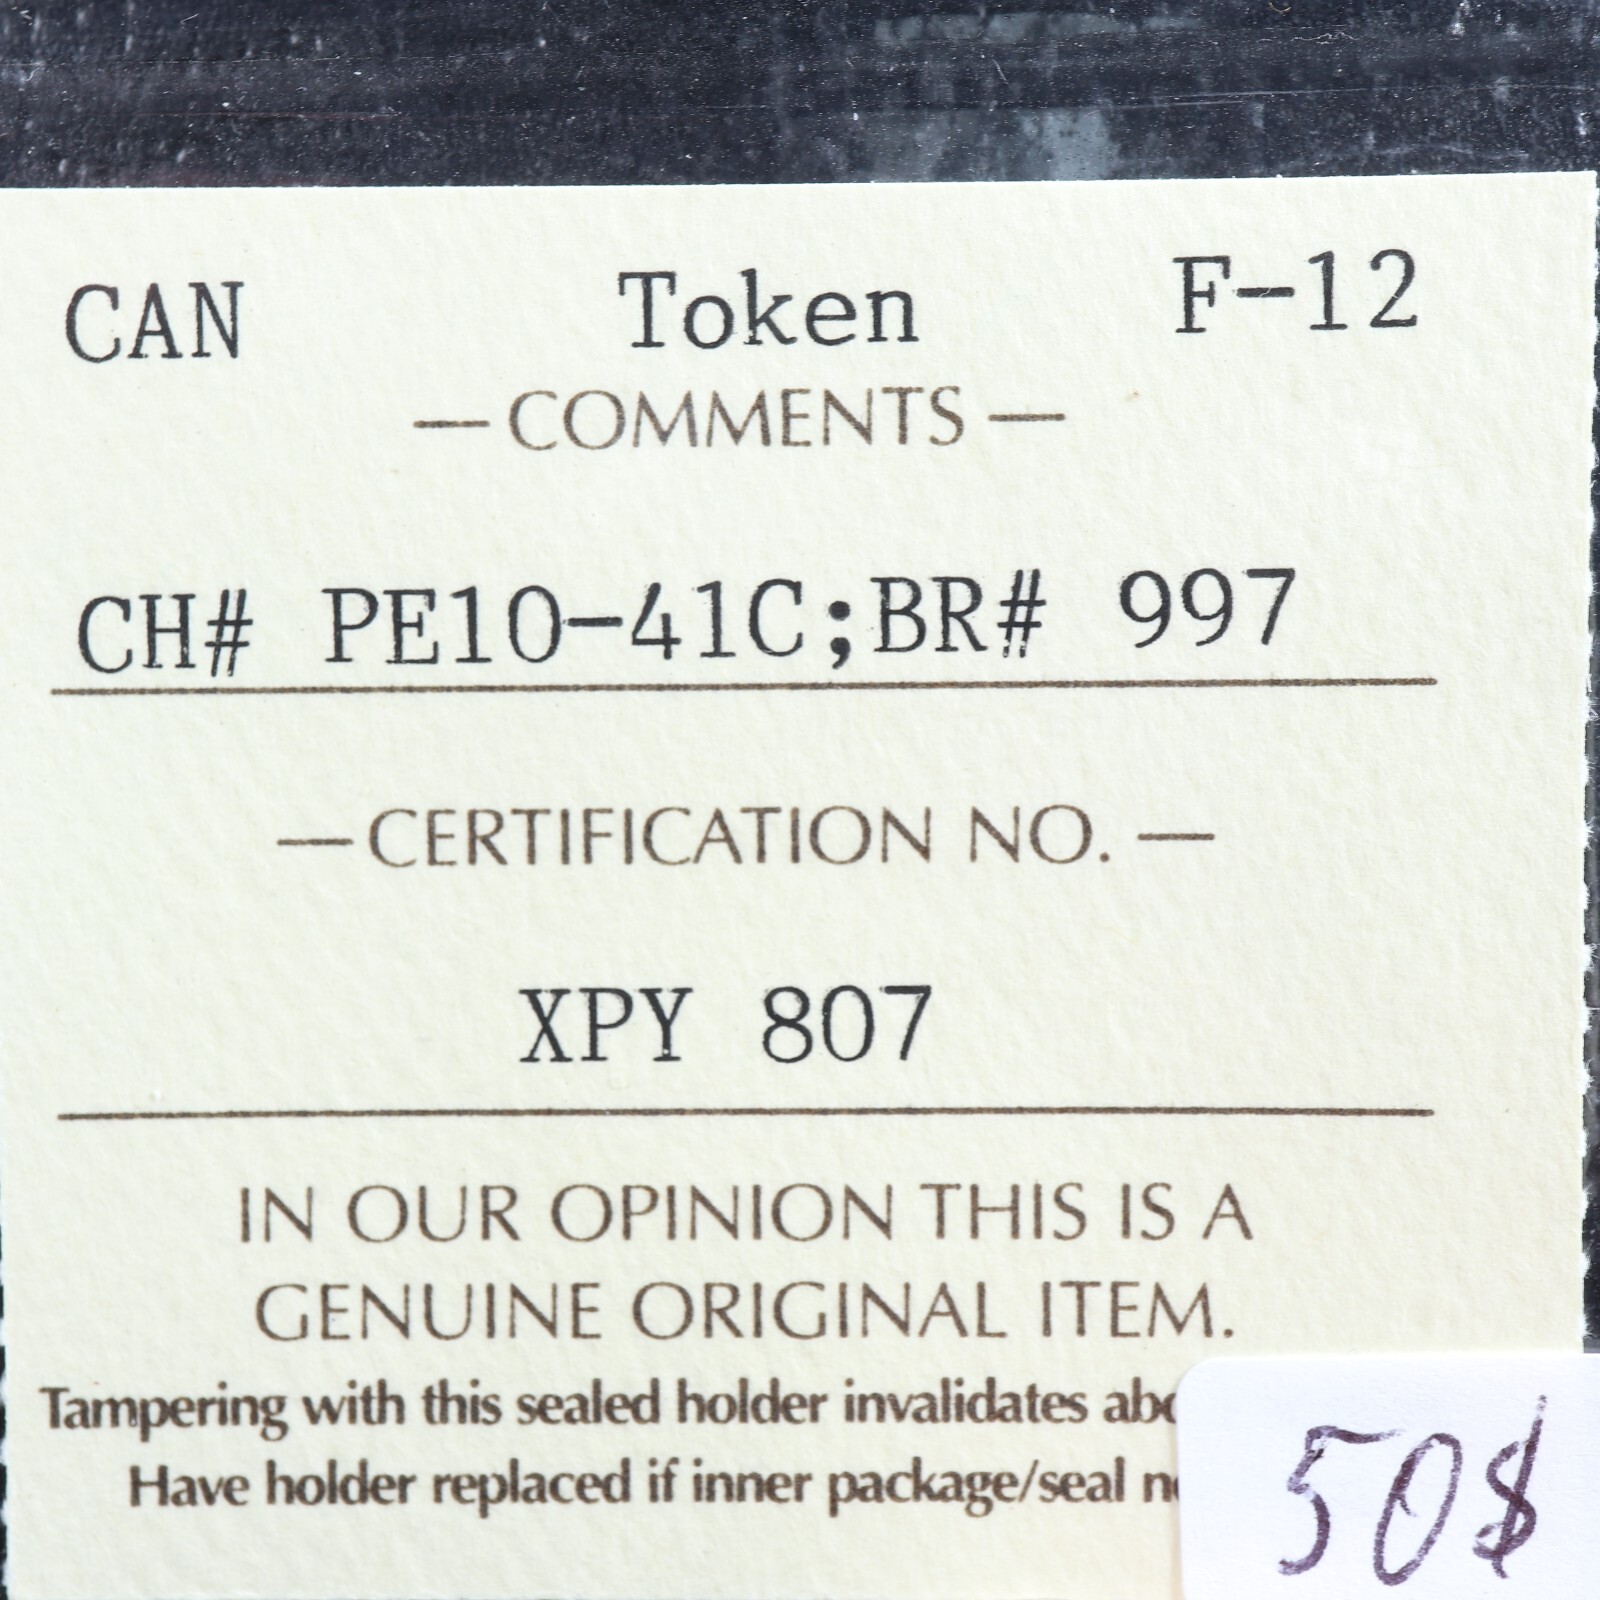 CAN Token F-12
— COMMENTS —
CH# PE10-41C;BR# 997
— CERTIFICATION NO. —
XPY 807
IN OUR OPINION THIS IS A
GENUINE ORIGINAL ITEM.
Tampering with this sealed holder invalidates
Have holder replaced if inner package/seal
50$